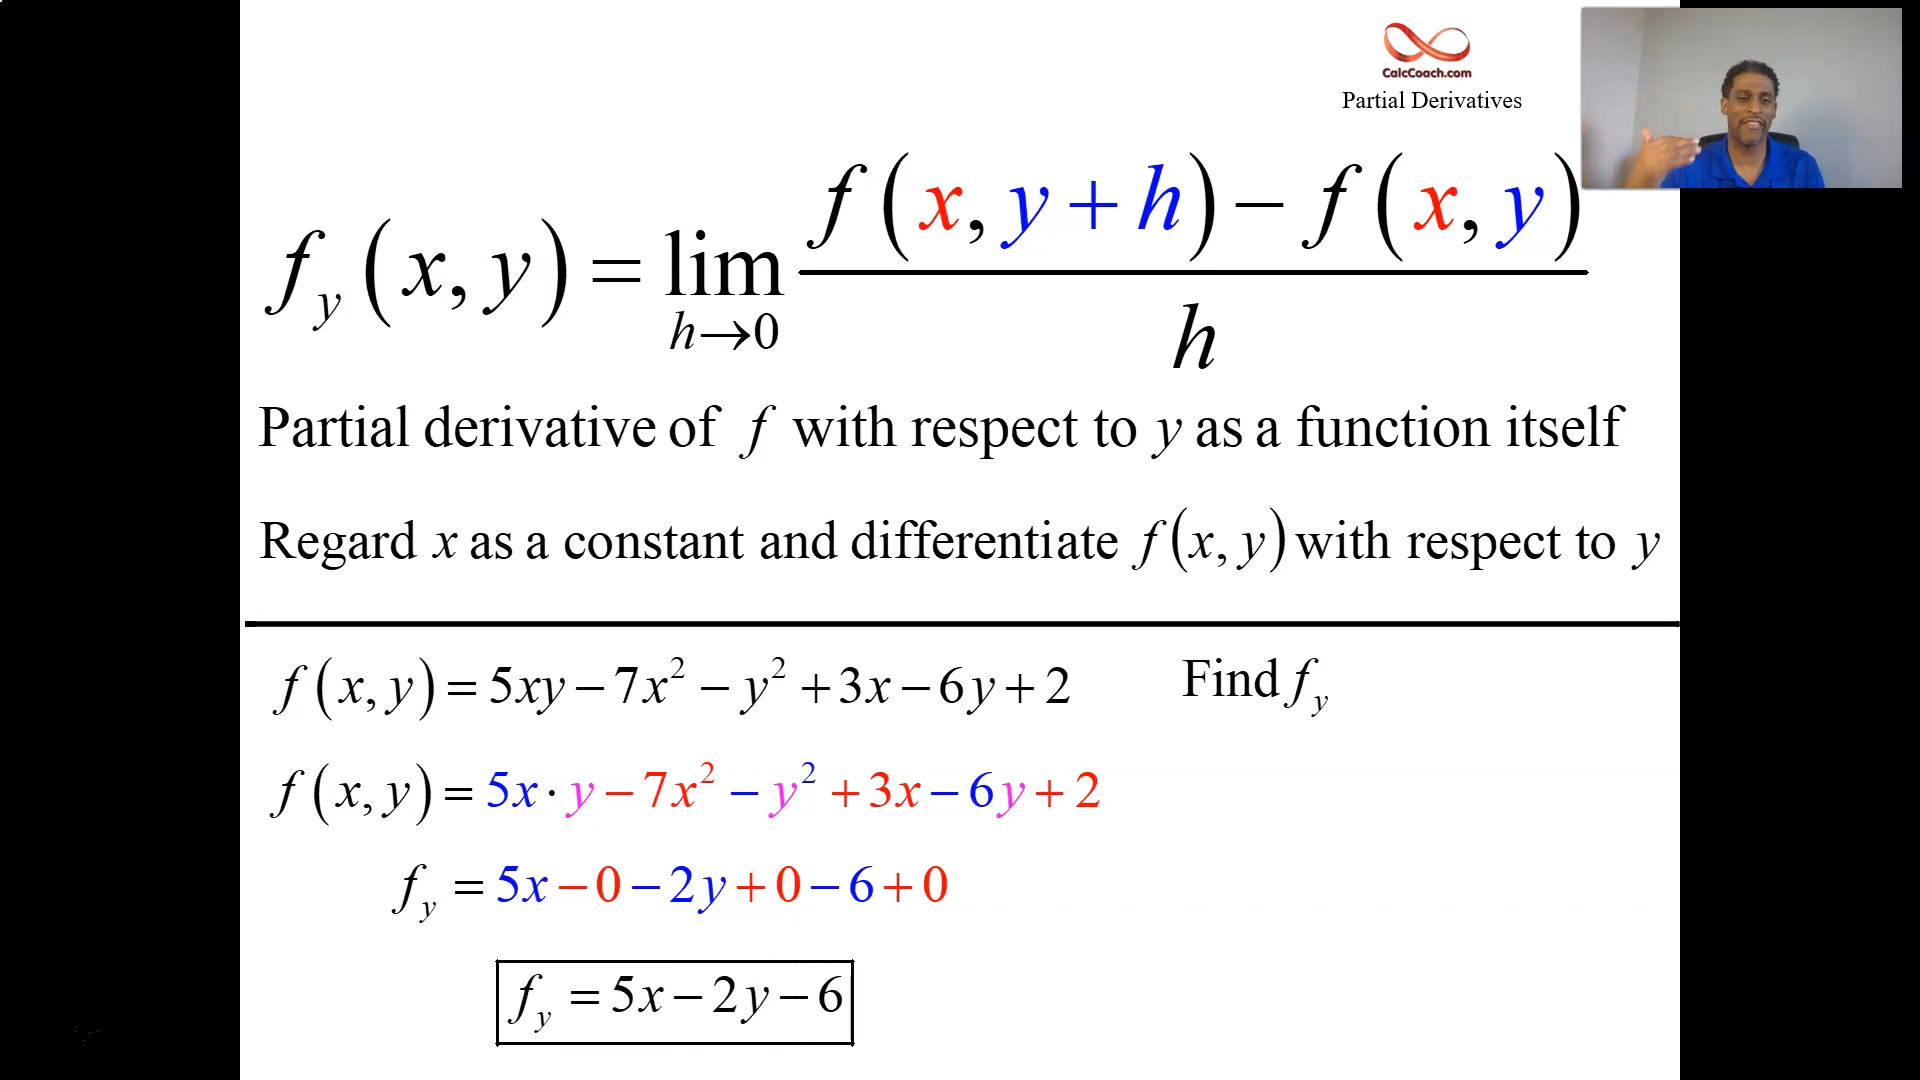 CalcCoach.com
Partial Derivatives
f_y(x, y) = lim_{h→0} (f(x, y + h) − f(x, y)) / h
Partial derivative of f with respect to y as a function itself
Regard x as a constant and differentiate f(x, y) with respect to y
f(x, y) = 5xy − 7x² − y² + 3x − 6y + 2 Find f_y
f(x, y) = 5x · y − 7x² − y² + 3x − 6y + 2
f_y = 5x − 0 − 2y + 0 − 6 + 0
f_y = 5x − 2y − 6